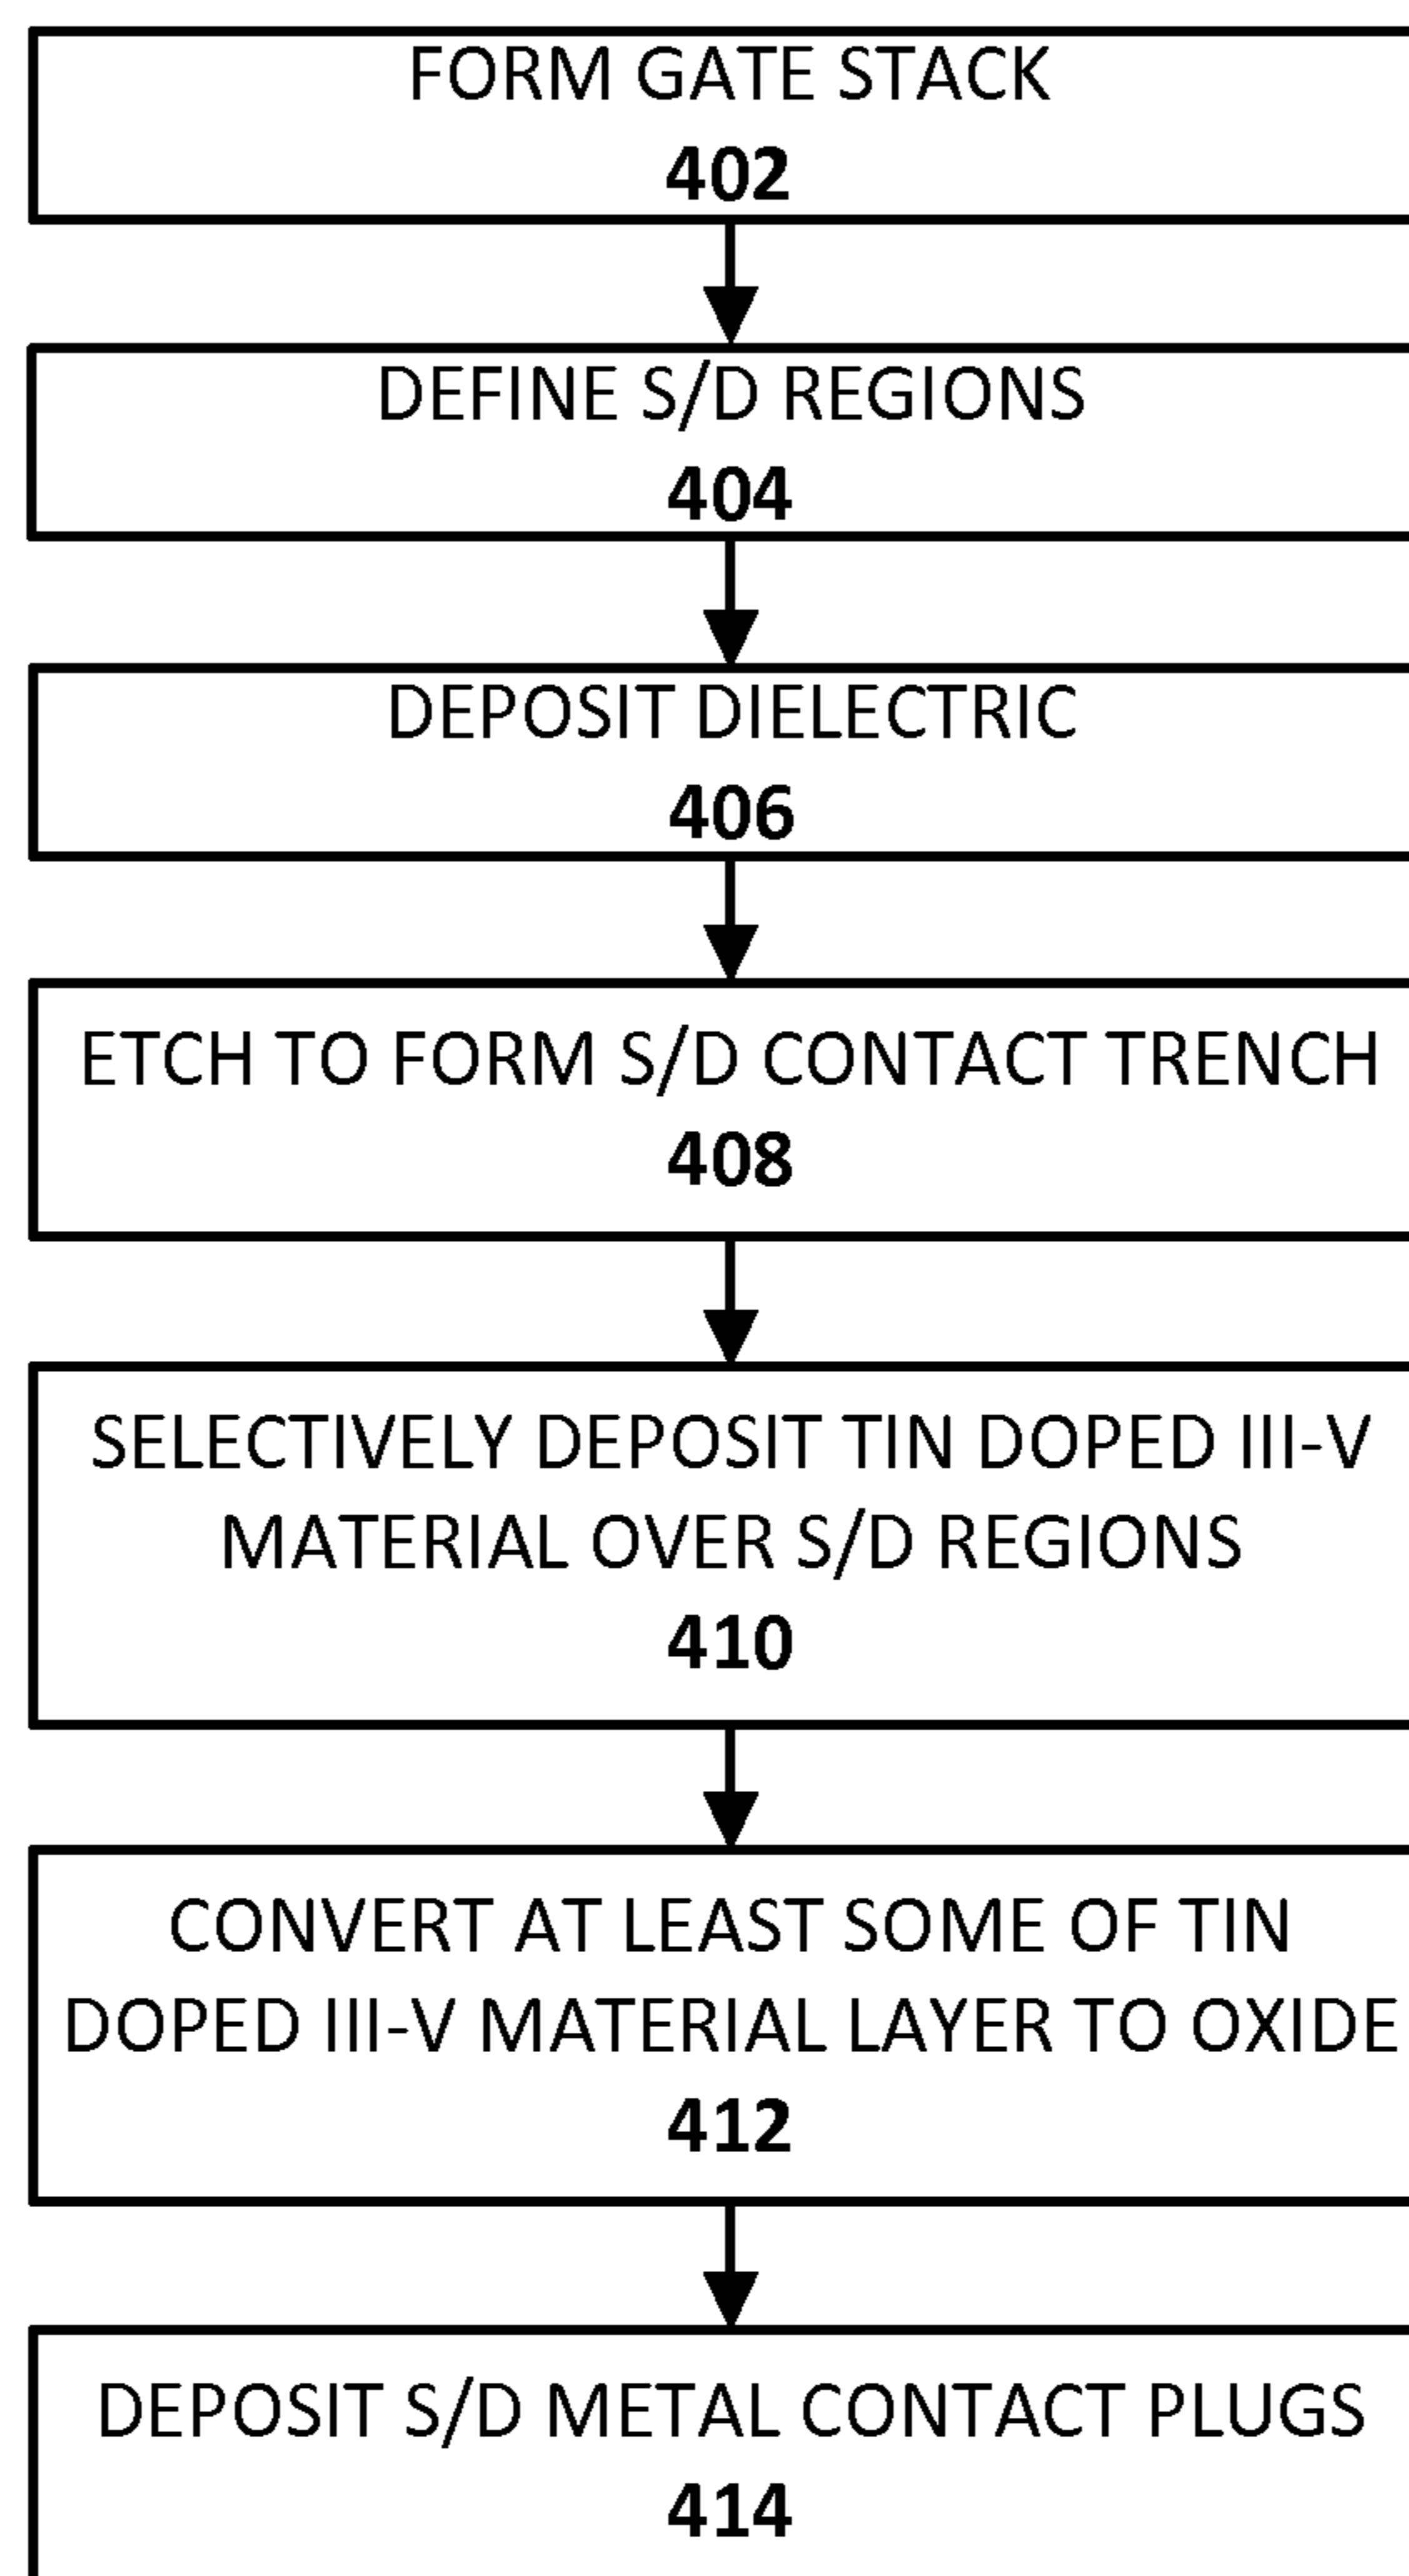 FORM GATE STACK
402
DEFINE S/D REGIONS
404
DEPOSIT DIELECTRIC
406
ETCH TO FORM S/D CONTACT TRENCH
408
SELECTIVELY DEPOSIT TIN DOPED III-V
MATERIAL OVER S/D REGIONS
410
CONVERT AT LEAST SOME OF TIN
DOPED III-V MATERIAL LAYER TO OXIDE
412
DEPOSIT S/D METAL CONTACT PLUGS
414